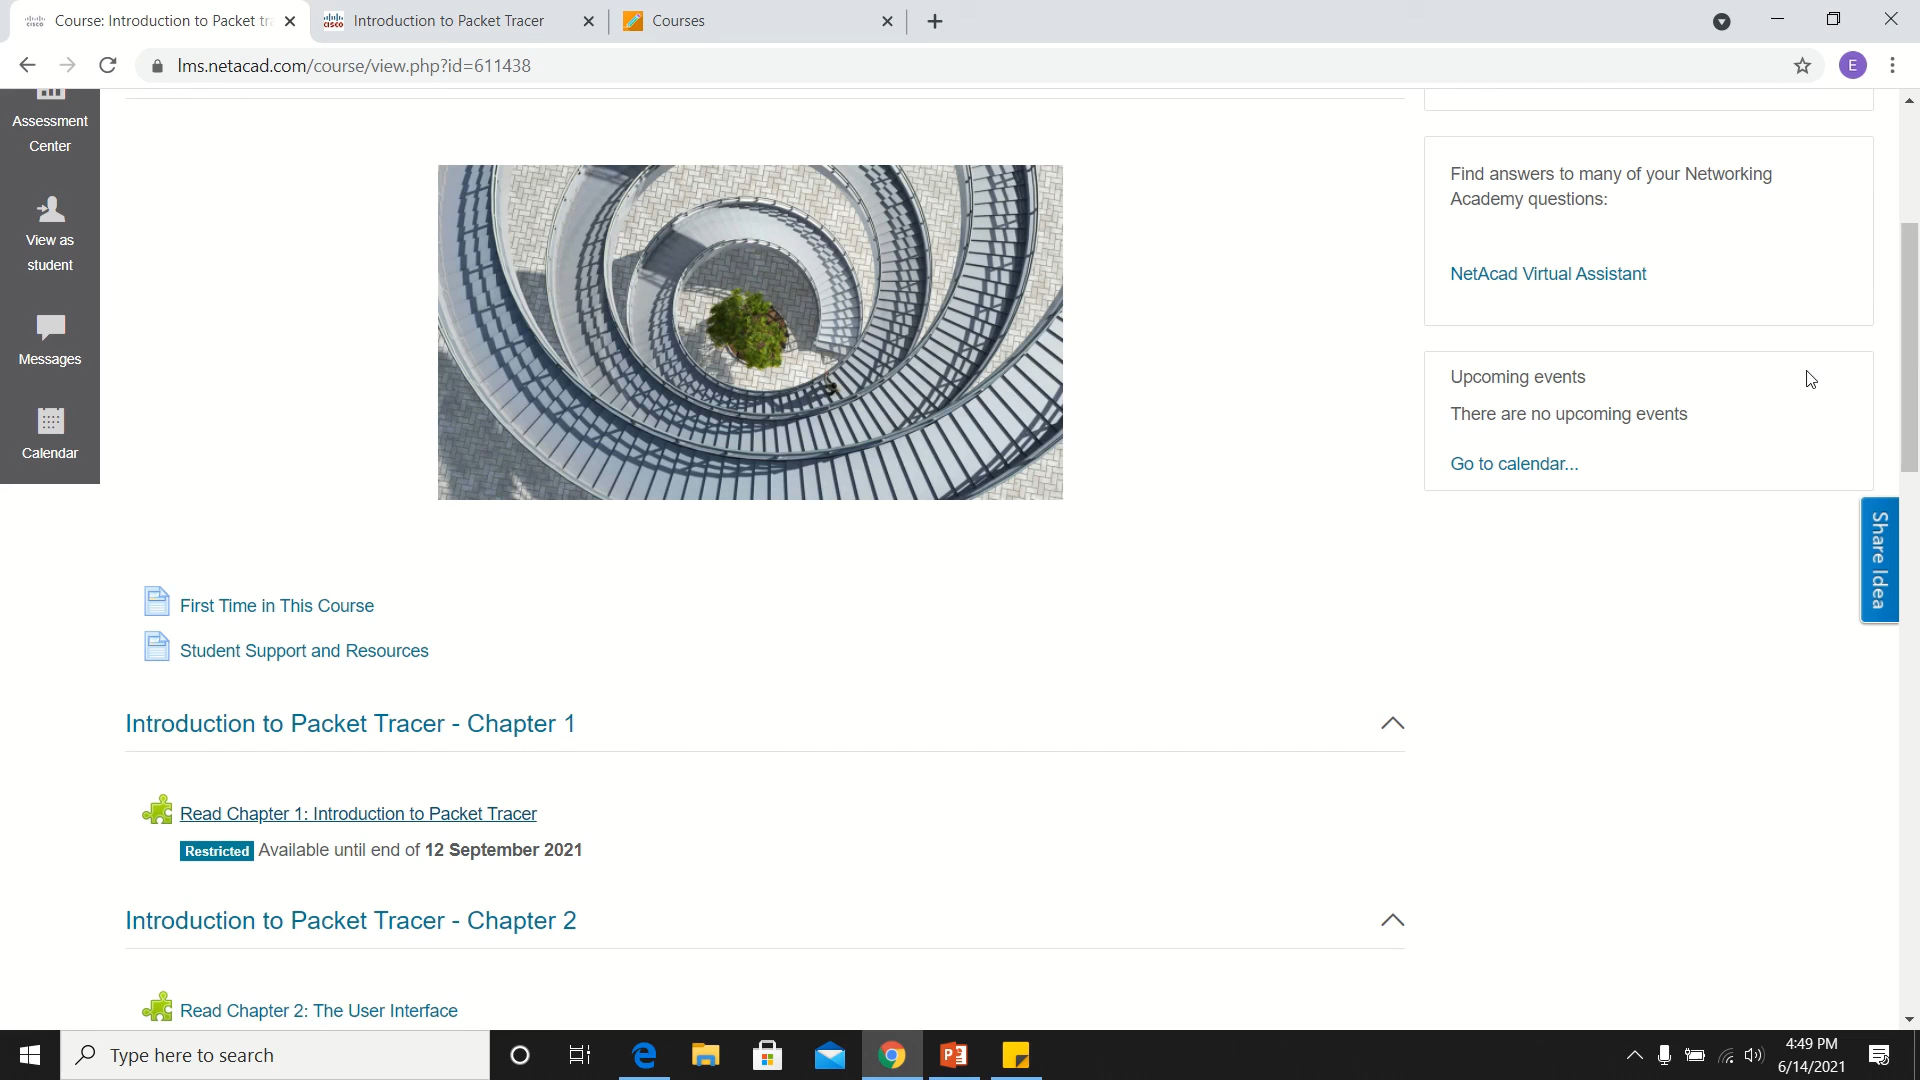 Course: Introduction to Packet tr
Introduction to Packet Tracer
Courses
lms.netacad.com/course/view.php?id=611438
E
Assessment
Center
View as
student
Messages
Calendar
Find answers to many of your Networking
Academy questions:
NetAcad Virtual Assistant
Upcoming events
There are no upcoming events
Go to calendar...
Share Idea
First Time in This Course
Student Support and Resources
Introduction to Packet Tracer - Chapter 1
Read Chapter 1: Introduction to Packet Tracer
Restricted Available until end of 12 September 2021
Introduction to Packet Tracer - Chapter 2
Read Chapter 2: The User Interface
Type here to search
4:49 PM
6/14/2021